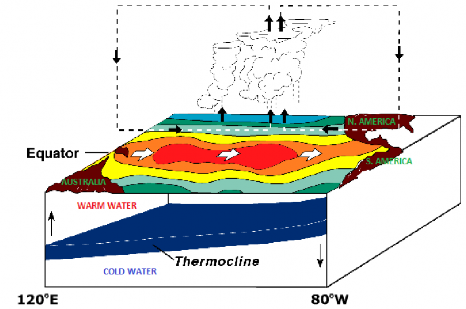 N. AMERICA
Equator
S. AMERICA
AUSTRALIA
WARM WATER
Thermocline
COLD WATER
120°E
80°W